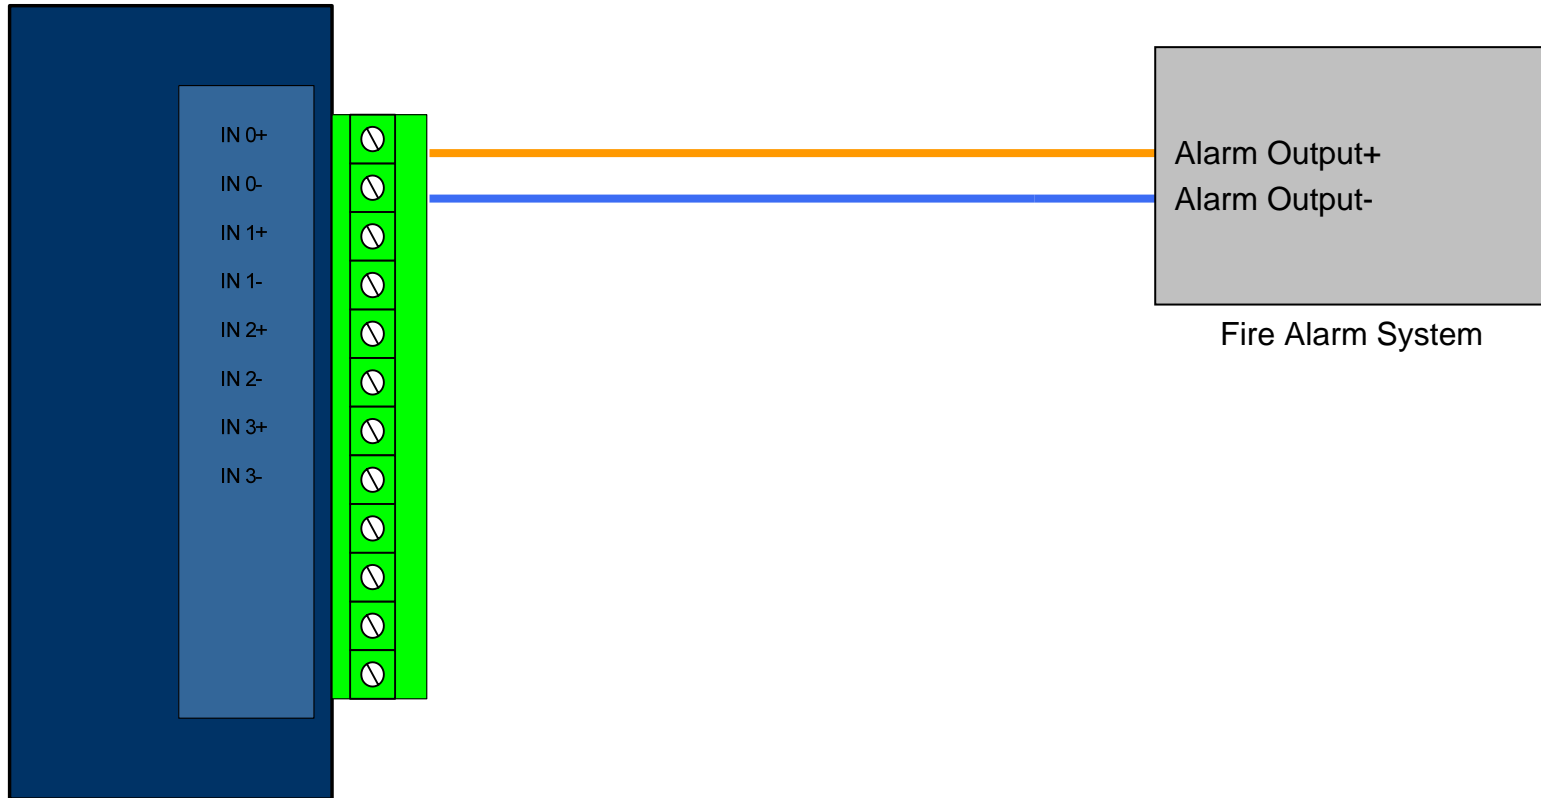 IN 0+
IN 0-
IN 1+
IN 1-
IN 2+
IN 2-
IN 3+
IN 3-
Alarm Output+
Alarm Output-
Fire Alarm System